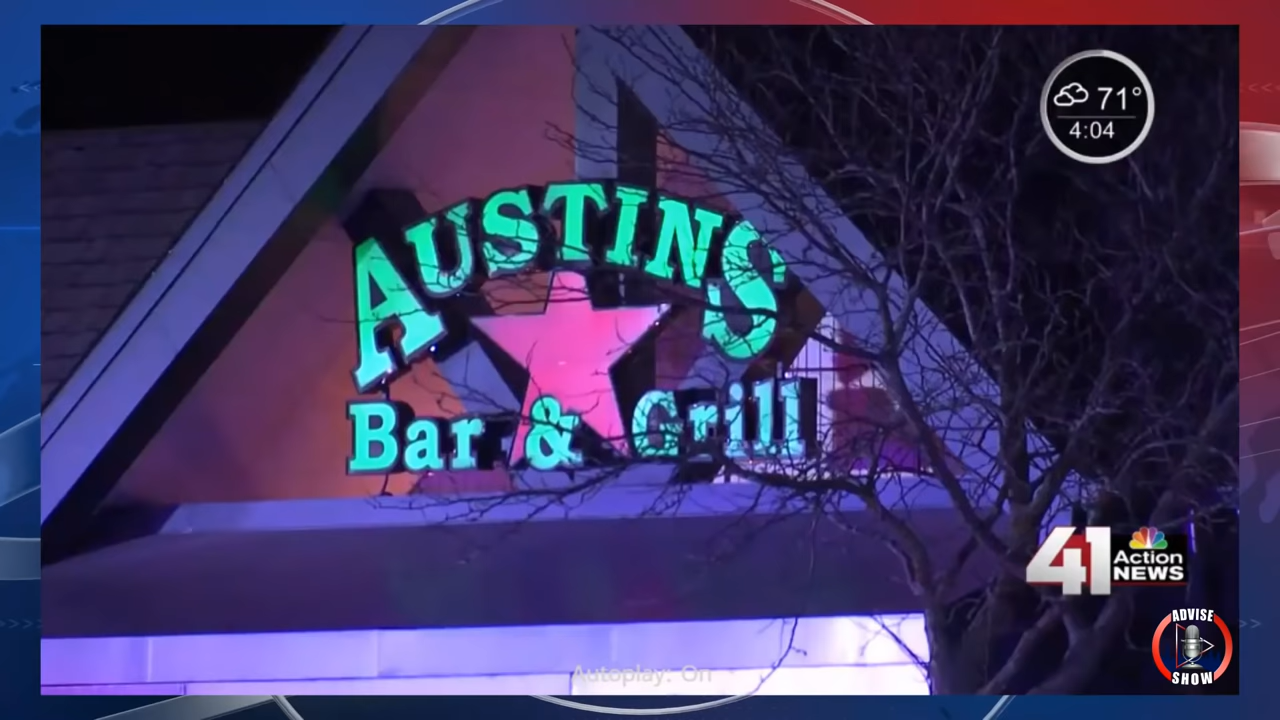 71°
4:04
AUSTINS
Bar & Grill
41 Action
NEWS
ADVISE
SHOW
Autoplay: On